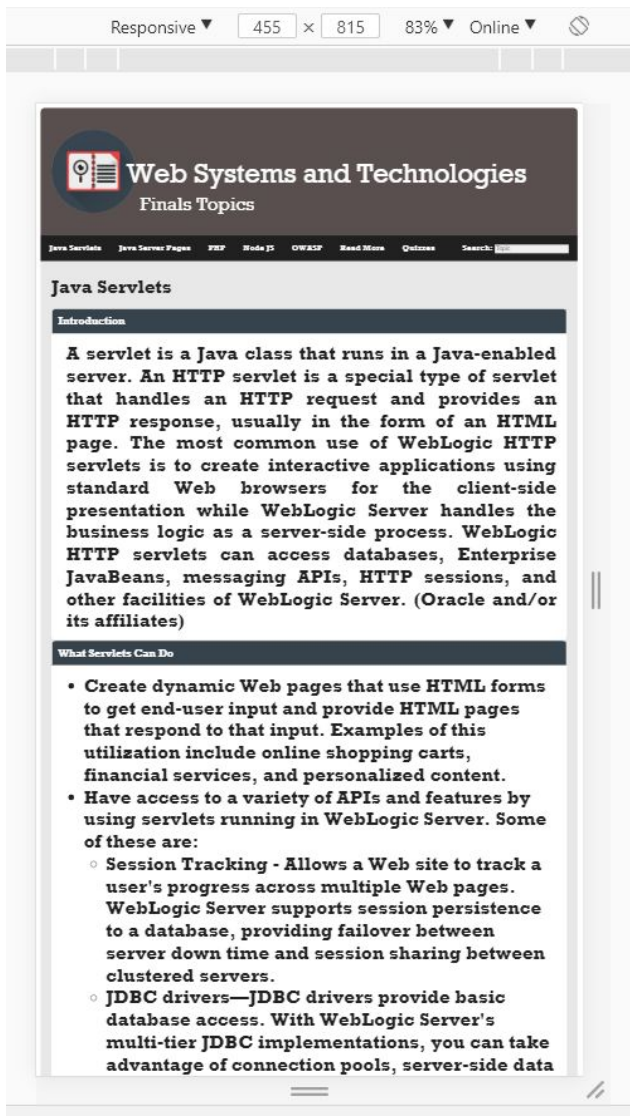 Responsive ▼ 455 × 815 83% ▼ Online ▼
Web Systems and Technologies
Finals Topics
Java Servlets Java Server Pages PHP Node JS OWASP Read More Quizzes Search: Topic
Java Servlets
Introduction
A servlet is a Java class that runs in a Java-enabled
server. An HTTP servlet is a special type of servlet
that handles an HTTP request and provides an
HTTP response, usually in the form of an HTML
page. The most common use of WebLogic HTTP
servlets is to create interactive applications using
standard Web browsers for the client-side
presentation while WebLogic Server handles the
business logic as a server-side process. WebLogic
HTTP servlets can access databases, Enterprise
JavaBeans, messaging APIs, HTTP sessions, and
other facilities of WebLogic Server. (Oracle and/or
its affiliates)
What Servlets Can Do
• Create dynamic Web pages that use HTML forms
to get end-user input and provide HTML pages
that respond to that input. Examples of this
utilization include online shopping carts,
financial services, and personalized content.
• Have access to a variety of APIs and features by
using servlets running in WebLogic Server. Some
of these are:
◦ Session Tracking - Allows a Web site to track a
user's progress across multiple Web pages.
WebLogic Server supports session persistence
to a database, providing failover between
server down time and session sharing between
clustered servers.
◦ JDBC drivers—JDBC drivers provide basic
database access. With WebLogic Server's
multi-tier JDBC implementations, you can take
advantage of connection pools, server-side data